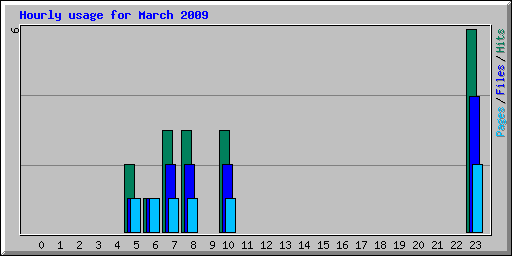 Hourly usage for March 2009
6
Pages/Files/Hits
0 1 2 3 4 5 6 7 8 9 10 11 12 13 14 15 16 17 18 19 20 21 22 23